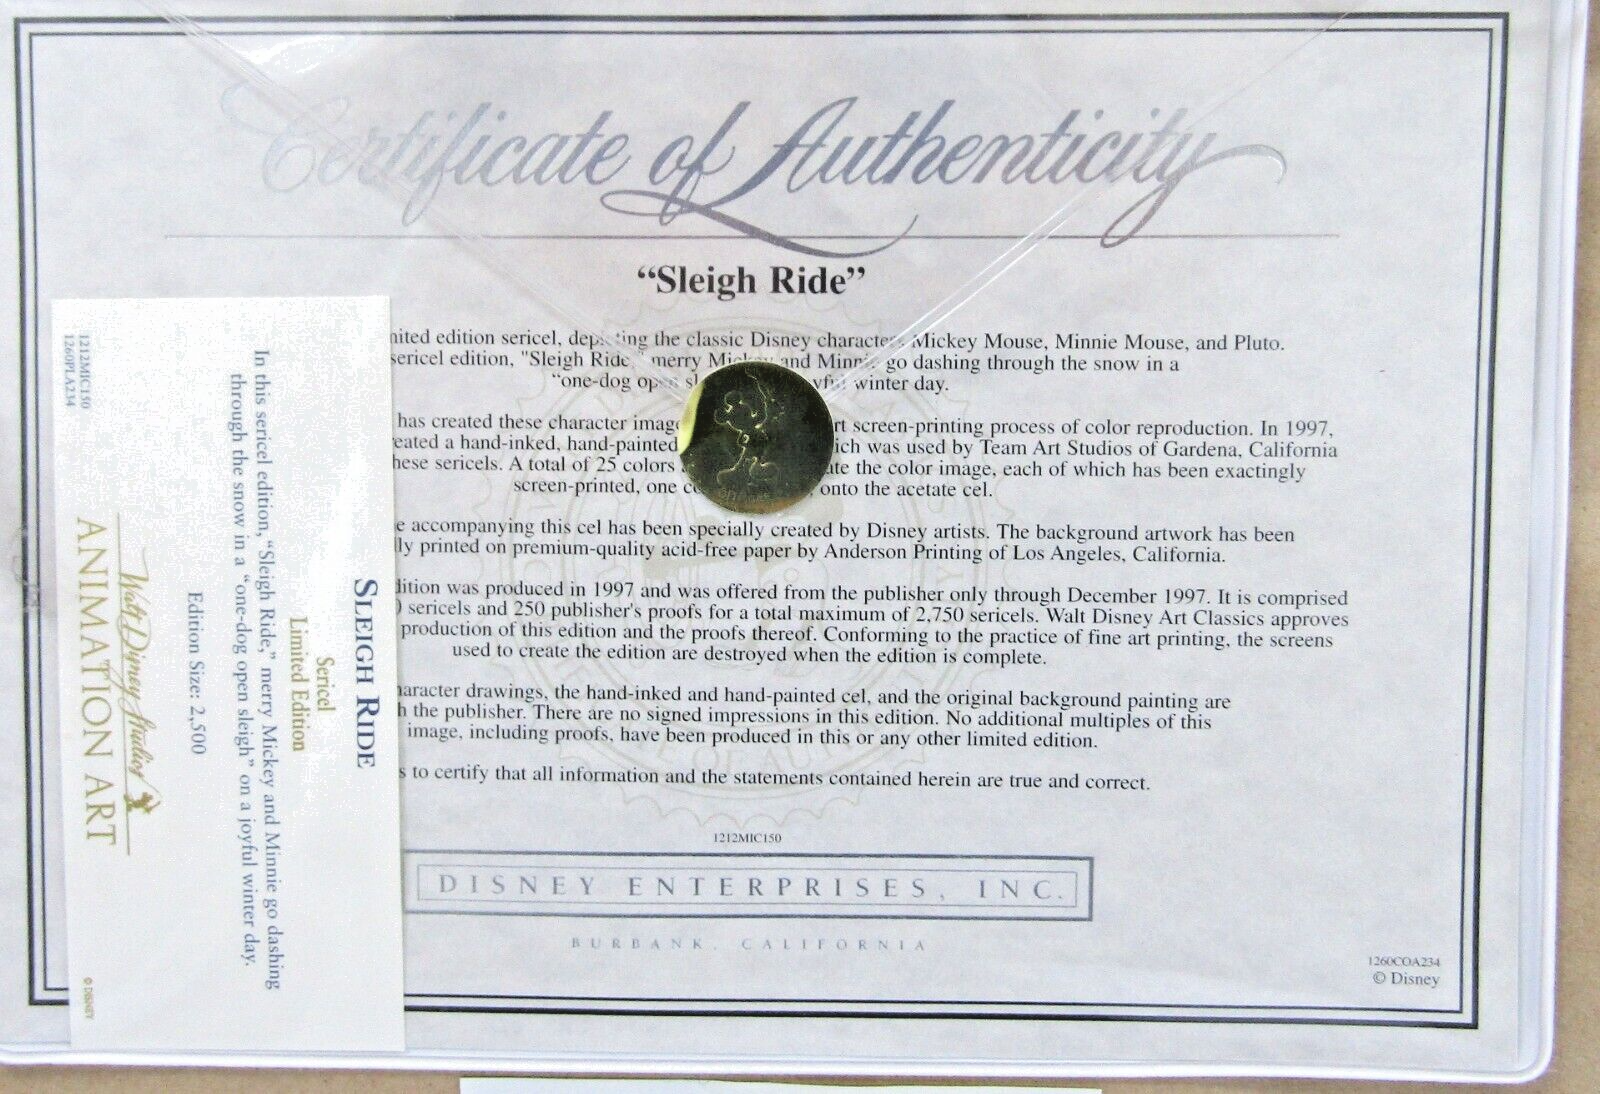 Certificate of Authenticity
“Sleigh Ride”
limited edition sericel, depicting the classic Disney characters Mickey Mouse, Minnie Mouse, and Pluto.
sericel edition, "Sleigh Ride," merry Mickey and Minnie go dashing through the snow in a
“one-dog open winter day.
has created these character screen-printing process of color reproduction. In 1997,
a hand-inked, hand-painted which was used by Team Art Studios of Gardena, California
these sericels. A total of 25 colors the color image, each of which has been exactingly
screen-printed, one onto the acetate cel.
accompanying this cel has been specially created by Disney artists. The background artwork has been
printed on premium-quality acid-free paper by Anderson Printing of Los Angeles, California.
edition was produced in 1997 and was offered from the publisher only through December 1997. It is comprised
sericels and 250 publisher's proofs for a total maximum of 2,750 sericels. Walt Disney Art Classics approves
production of this edition and the proofs thereof. Conforming to the practice of fine art printing, the screens
used to create the edition are destroyed when the edition is complete.
character drawings, the hand-inked and hand-painted cel, and the original background painting are
the publisher. There are no signed impressions in this edition. No additional multiples of this
image, including proofs, have been produced in this or any other limited edition.
to certify that all information and the statements contained herein are true and correct.
1212MIC150
DISNEY ENTERPRISES, INC.
BURBANK, CALIFORNIA
1260COA234
© Disney
SLEIGH RIDE
Sericel
Limited Edition
In this sericel edition, “Sleigh Ride,” merry Mickey and Minnie go dashing
through the snow in a “one-dog open sleigh” on a joyful winter day.
Edition Size: 2,500
Walt Disney Studios
ANIMATION ART
1212MIC150
1260PLA234
© DISNEY